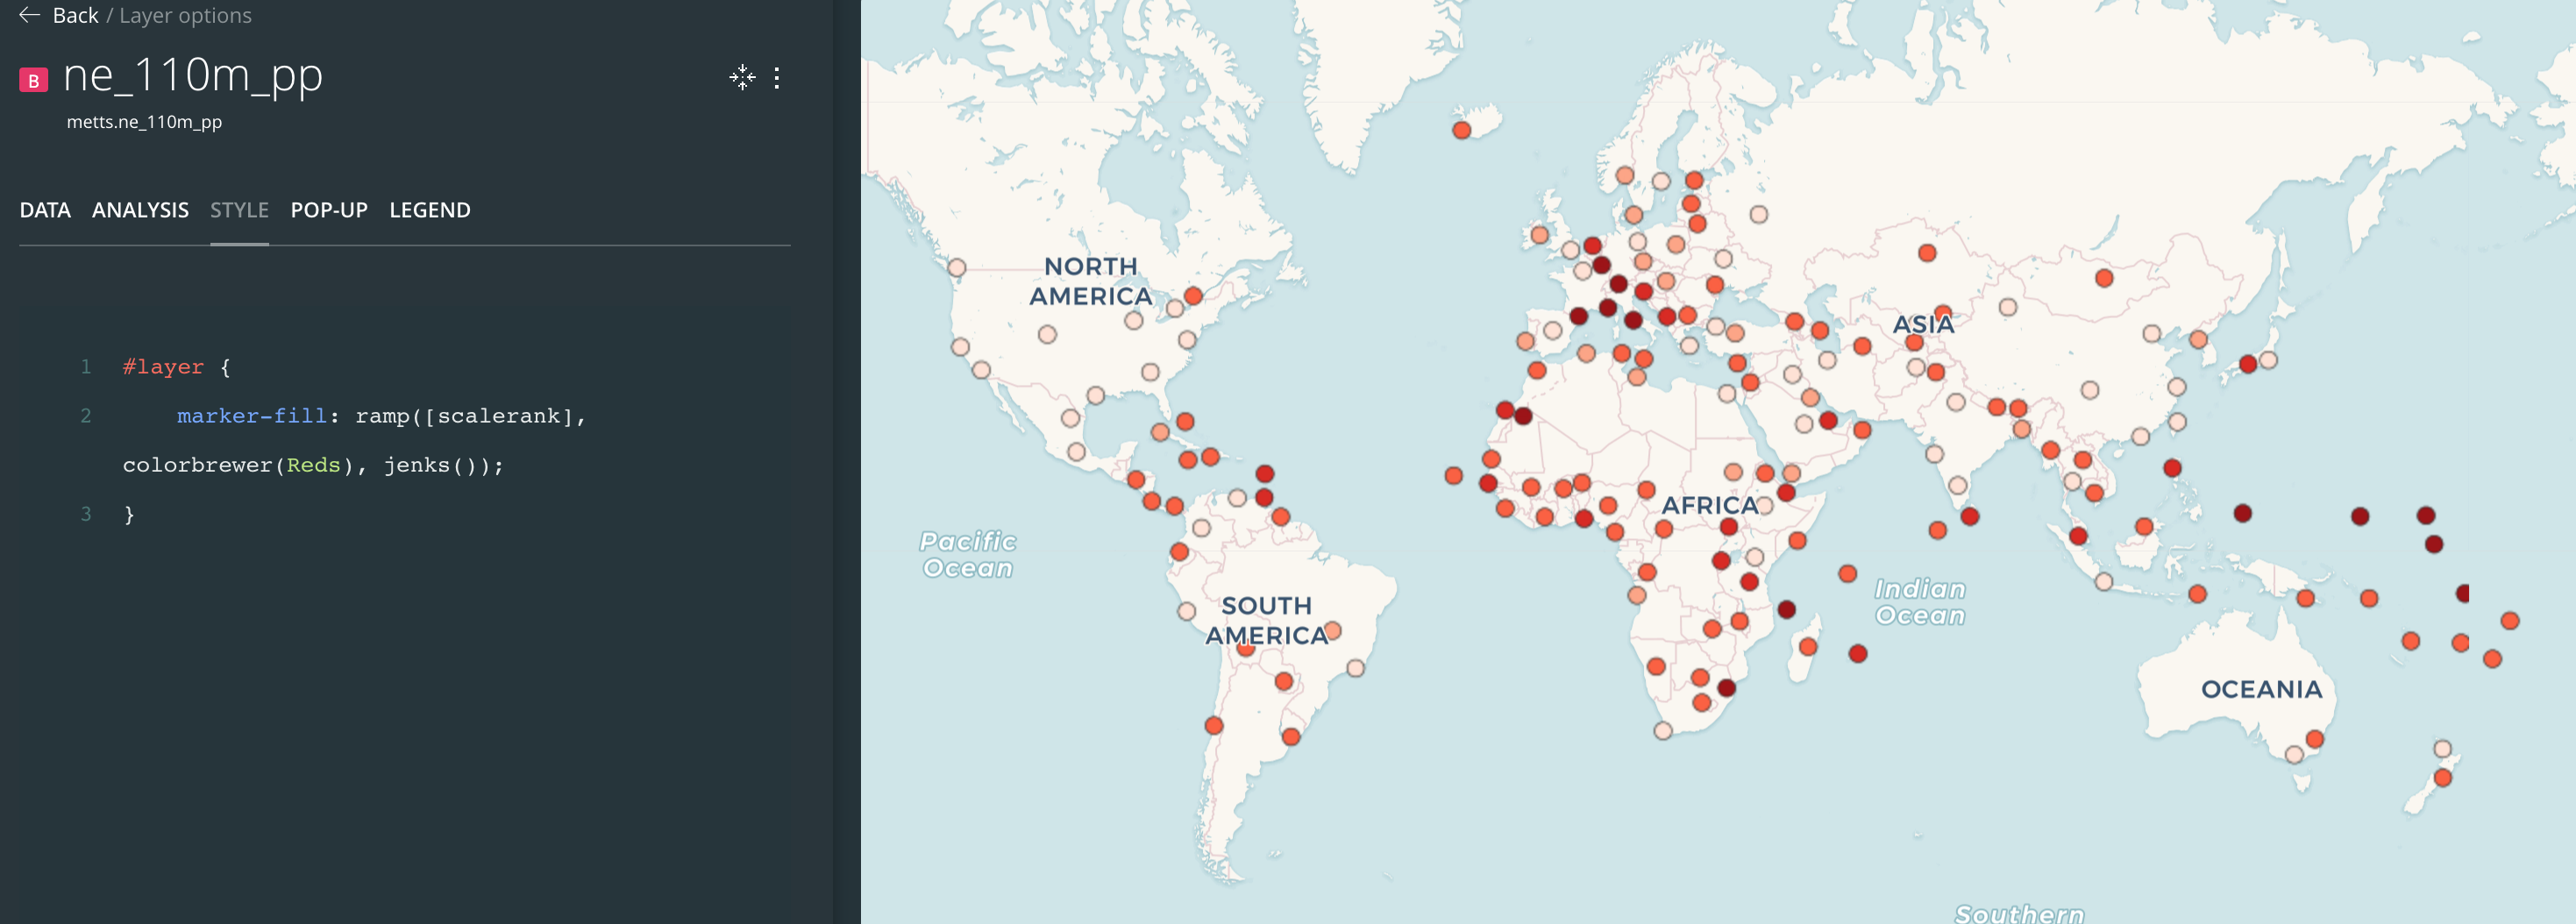 Back / Layer options
B ne_110m_pp
metts.ne_110m_pp
DATA ANALYSIS STYLE POP-UP LEGEND
1 #layer {
2 marker-fill: ramp([scalerank],
colorbrewer(Reds), jenks());
3 }
NORTH
AMERICA
ASIA
AFRICA
Pacific
Ocean
Indian
Ocean
SOUTH
AMERICA
OCEANIA
Southern